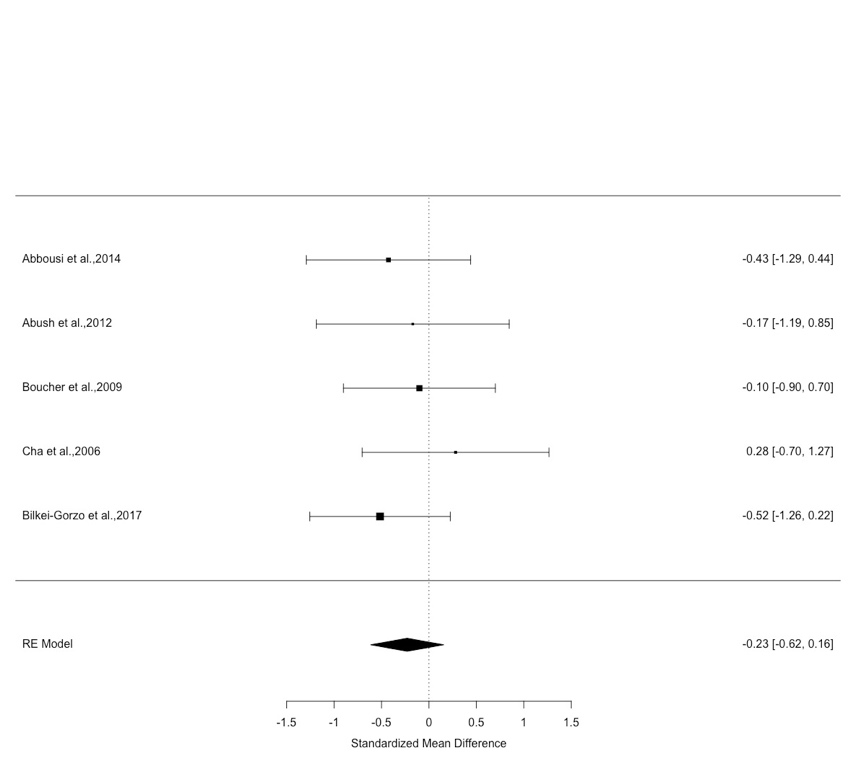 Abbousi et al.,2014 -0.43 [-1.29, 0.44]
Abush et al.,2012 -0.17 [-1.19, 0.85]
Boucher et al.,2009 -0.10 [-0.90, 0.70]
Cha et al.,2006 0.28 [-0.70, 1.27]
Bilkei-Gorzo et al.,2017 -0.52 [-1.26, 0.22]
RE Model -0.23 [-0.62, 0.16]
-1.5 -1 -0.5 0 0.5 1 1.5
Standardized Mean Difference